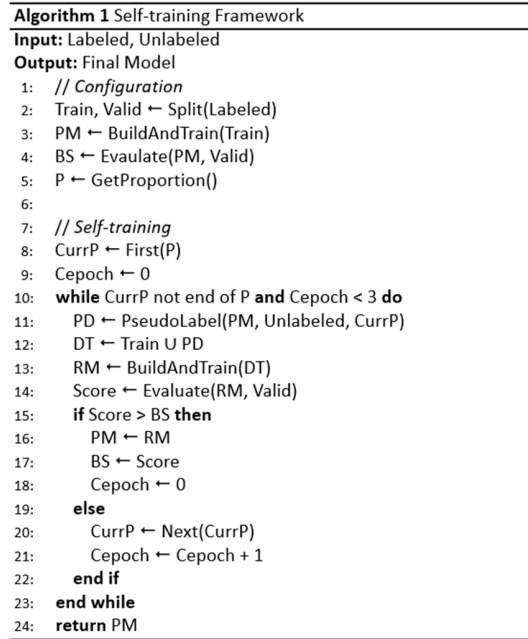 Algorithm 1 Self-training Framework
Input: Labeled, Unlabeled
Output: Final Model
1: // Configuration
2: Train, Valid ← Split(Labeled)
3: PM ← BuildAndTrain(Train)
4: BS ← Evaulate(PM, Valid)
5: P ← GetProportion()
6:
7: // Self-training
8: CurrP ← First(P)
9: Cepoch ← 0
10: while CurrP not end of P and Cepoch < 3 do
11: PD ← PseudoLabel(PM, Unlabeled, CurrP)
12: DT ← Train U PD
13: RM ← BuildAndTrain(DT)
14: Score ← Evaluate(RM, Valid)
15: if Score > BS then
16: PM ← RM
17: BS ← Score
18: Cepoch ← 0
19: else
20: CurrP ← Next(CurrP)
21: Cepoch ← Cepoch + 1
22: end if
23: end while
24: return PM